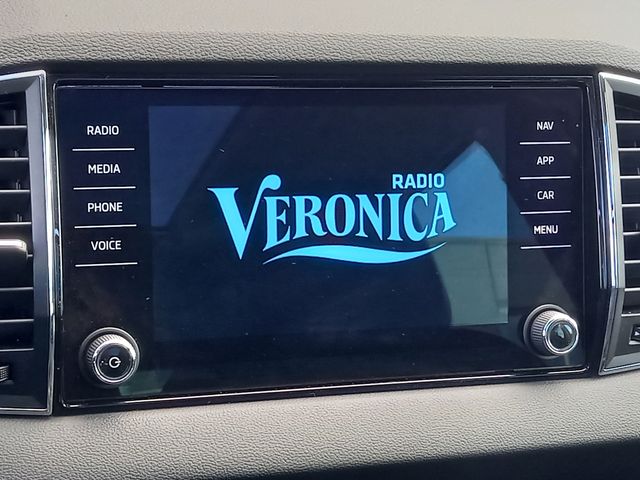 RADIO
MEDIA
PHONE
VOICE
RADIO
VERONICA
NAV
APP
CAR
MENU